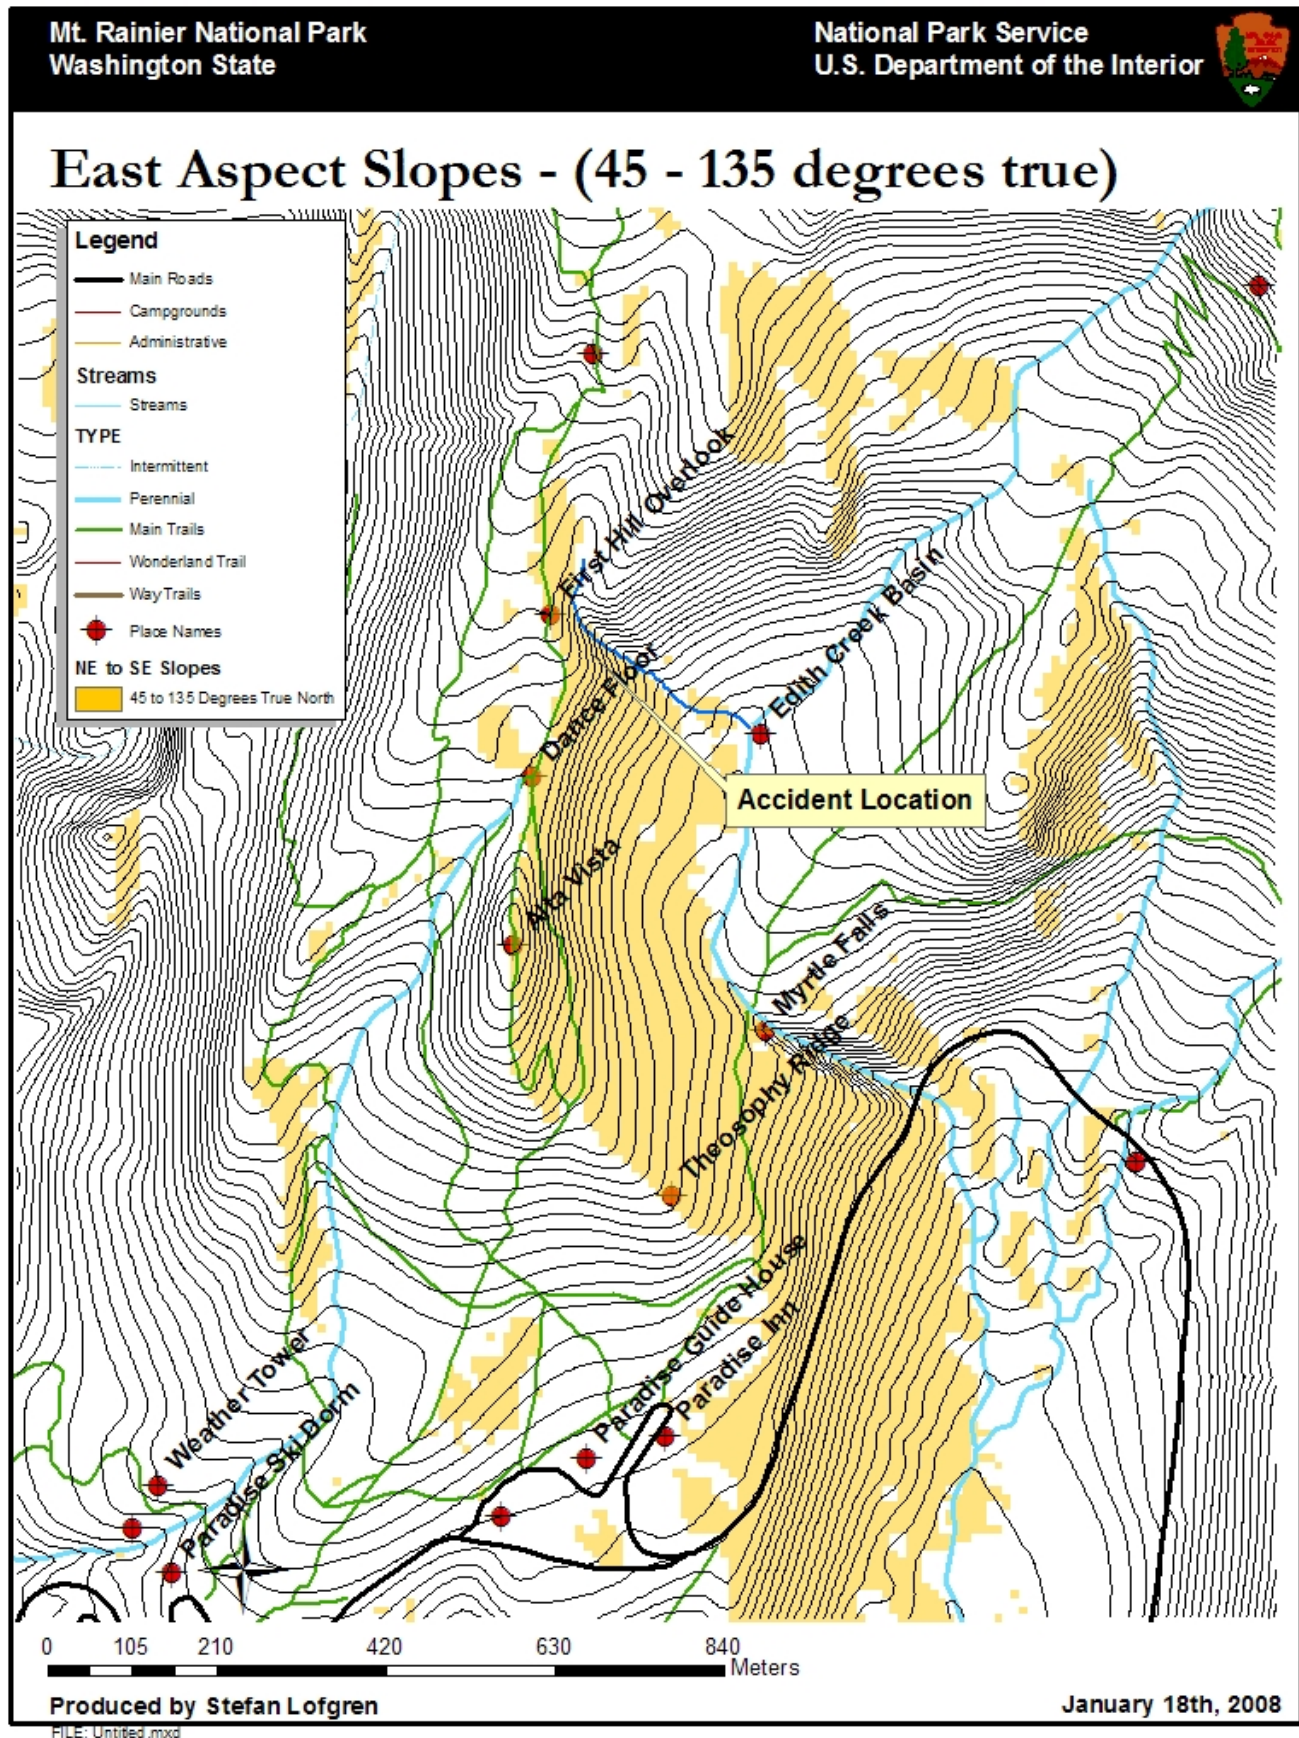 Mt. Rainier National Park
Washington State
National Park Service
U.S. Department of the Interior
East Aspect Slopes - (45 - 135 degrees true)
Legend
Main Roads
Campgrounds
Administrative
Streams
Streams
TYPE
Intermittent
Perennial
Main Trails
Wonderland Trail
Way Trails
Place Names
NE to SE Slopes
45 to 135 Degrees True North
First Hill Overlook
Dance Floor
Edith Creek Basin
Accident Location
Alta Vista
Myrtle Falls
Theosophy Ridge
Paradise Guide House
Paradise Inn
Weather Tower
Paradise Ski Dorm
0 105 210 420 630 840
Meters
Produced by Stefan Lofgren
January 18th, 2008
FILE: Untitled.mxd